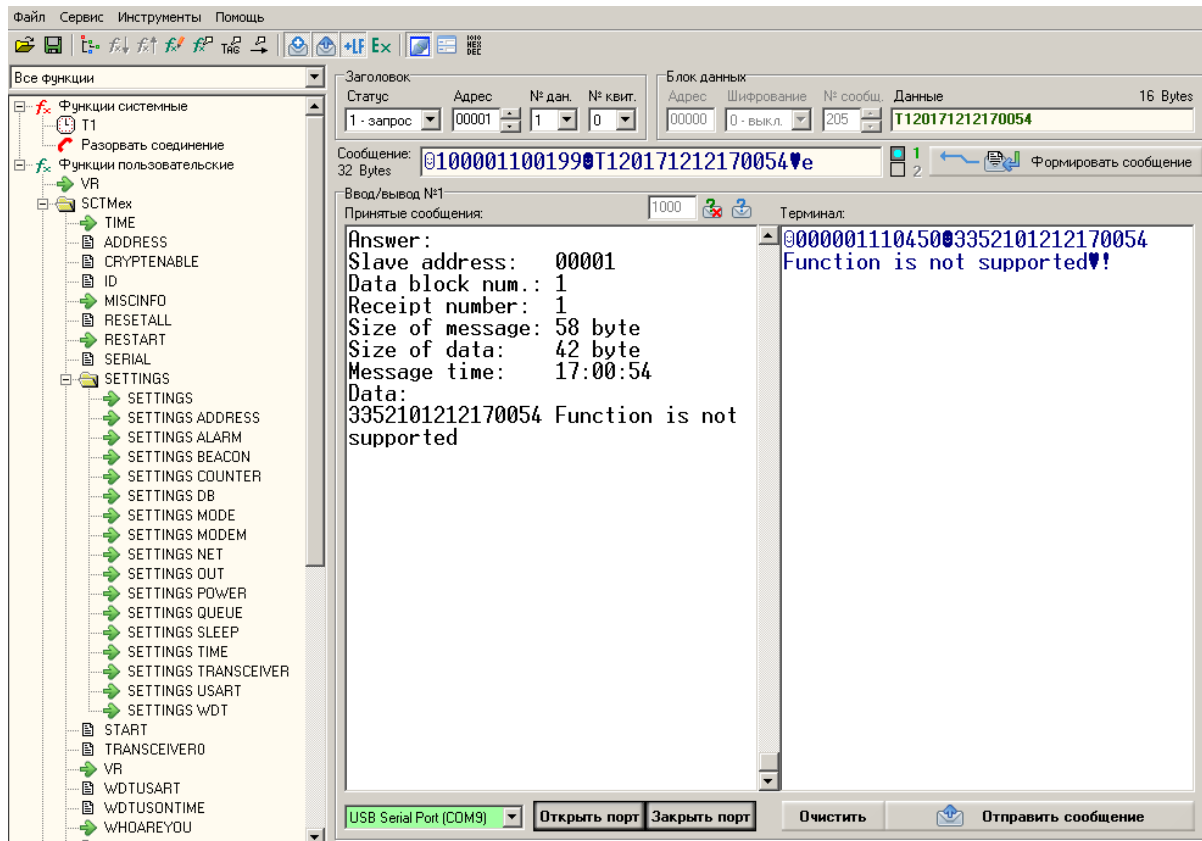 Файл Сервис Инструменты Помощь
TAG +LF Ex HEX DEC
Все функции
Функции системные
T1
Разорвать соединение
Функции пользовательские
VR
SCTMex
TIME
ADDRESS
CRYPTENABLE
ID
MISCINFO
RESETALL
RESTART
SERIAL
SETTINGS
SETTINGS
SETTINGS ADDRESS
SETTINGS ALARM
SETTINGS BEACON
SETTINGS COUNTER
SETTINGS DB
SETTINGS MODE
SETTINGS MODEM
SETTINGS NET
SETTINGS OUT
SETTINGS POWER
SETTINGS QUEUE
SETTINGS SLEEP
SETTINGS TIME
SETTINGS TRANSCEIVER
SETTINGS USART
SETTINGS WDT
START
TRANSCEIVER0
VR
WDTUSART
WDTUSONTIME
WHOAREYOU
Заголовок
Статус Адрес № дан. № квит.
1 - запрос 00001 1 0
Блок данных
Адрес Шифрование № сообщ. Данные 16 Bytes
00000 0 - выкл. 205 T120171212170054
Сообщение:
32 Bytes
☺100001100199☻T120171212170054♥e
1
2
Формировать сообщение
Ввод/вывод №1
Принятые сообщения: 1000
Answer:
Slave address: 00001
Data block num.: 1
Receipt number: 1
Size of message: 58 byte
Size of data: 42 byte
Message time: 17:00:54
Data:
3352101212170054 Function is not
supported
Терминал:
☺000001110450☻3352101212170054
Function is not supported♥!
USB Serial Port (COM9) Открыть порт Закрыть порт Очистить Отправить сообщение